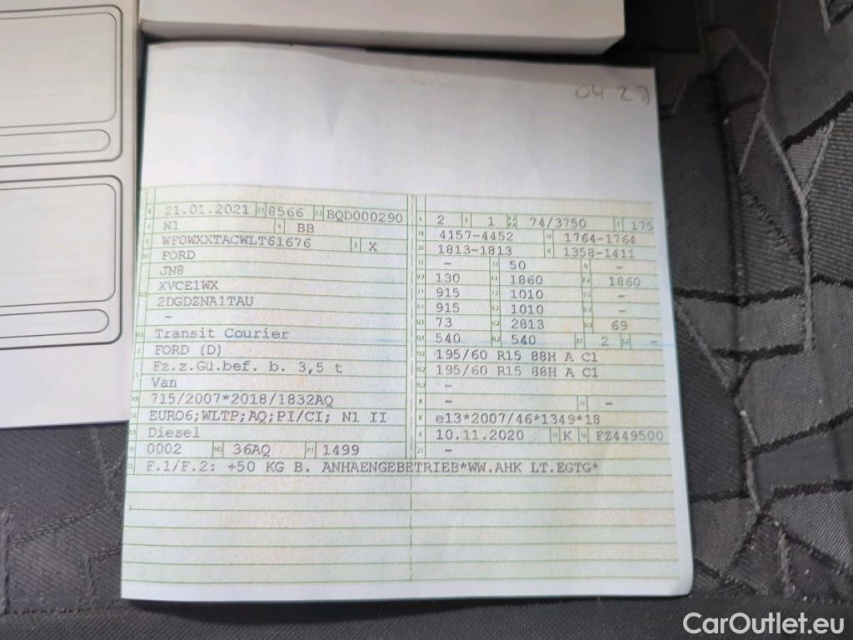 04 27
21.01.2021 8566 BQD000290
N1 BB
WF0WXXTACWLT61676 X
FORD
JN8
XVCE1WX
2DGDZNA1TAU
-
Transit Courier
FORD (D)
Fz.z.Gü.bef. b. 3,5 t
Van
715/2007*2018/1832AQ
EURO6;WLTP;AQ;PI/CI; N1 II
Diesel
0002 36AQ 1499
2 1 74/3750 175
4157-4452 1764-1764
1813-1813 1358-1411
- 50 -
130 1860 1860
915 1010 -
915 1010 -
73 2813 69
540 540 2 -
195/60 R15 88H A C1
195/60 R15 88H A C1
-
- -
e13*2007/46*1349*18
10.11.2020 K FZ449500
-
F.1/F.2: +50 KG B. ANHAENGEBETRIEB*WW.AHK LT.EGTG*
CarOutlet.eu